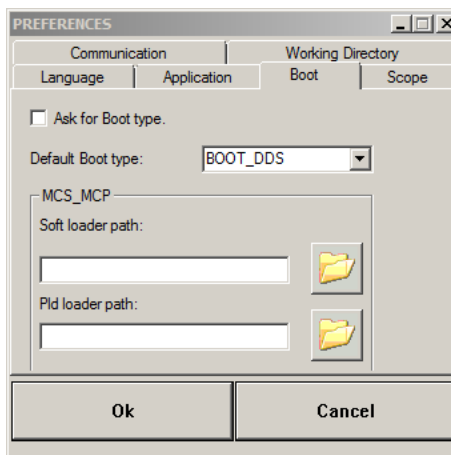 PREFERENCES
Communication Working Directory
Language Application Boot Scope
Ask for Boot type.
Default Boot type: BOOT_DDS
MCS_MCP
Soft loader path:
Pld loader path:
Ok Cancel